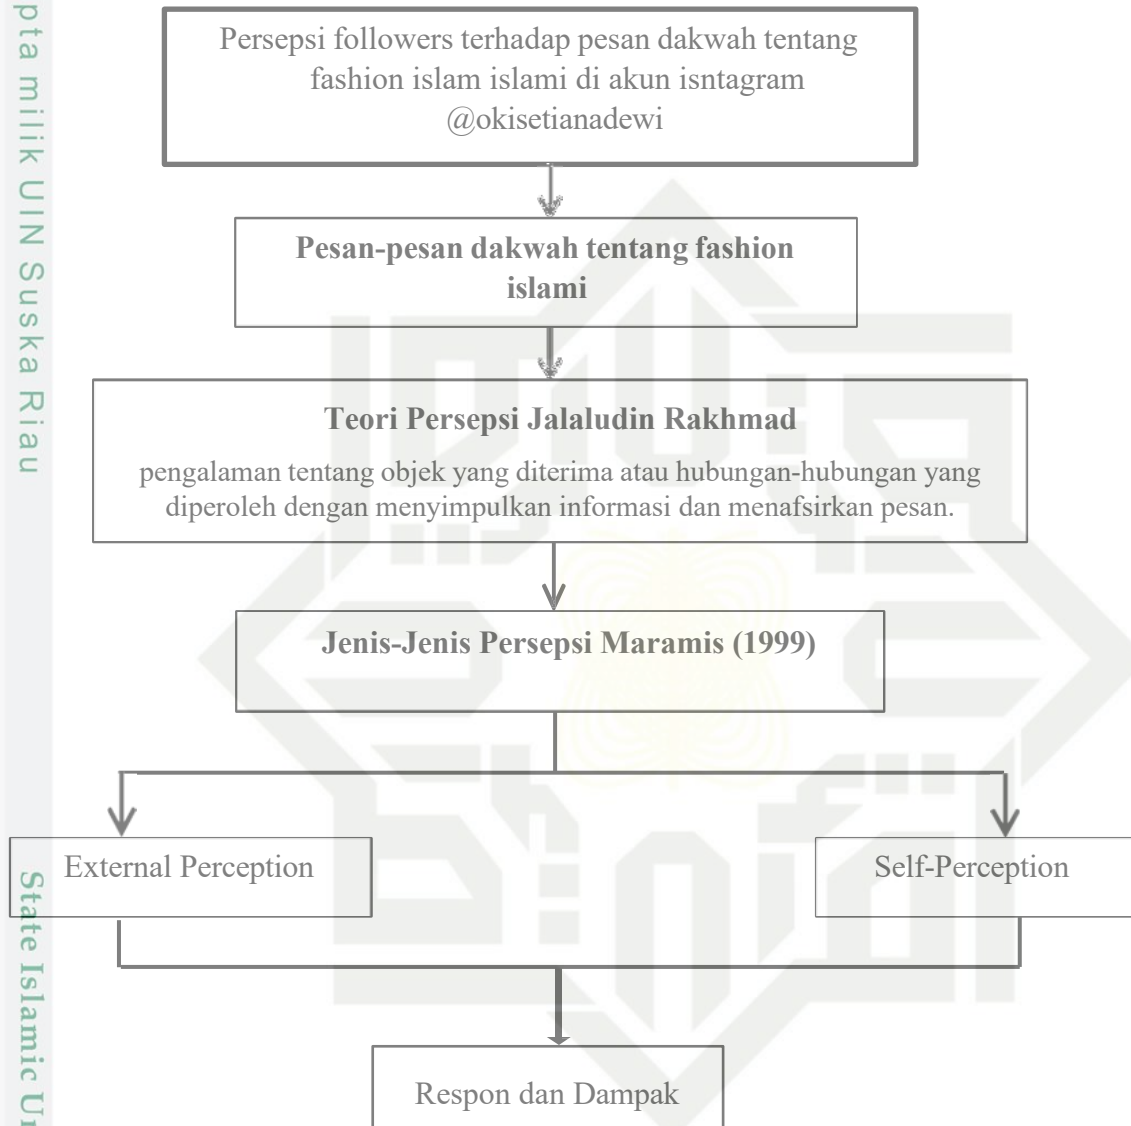 Persepsi followers terhadap pesan dakwah tentang
fashion islam islami di akun isntagram
@okisetianadewi
Pesan-pesan dakwah tentang fashion
islami
Teori Persepsi Jalaludin Rakhmad
pengalaman tentang objek yang diterima atau hubungan-hubungan yang
diperoleh dengan menyimpulkan informasi dan menafsirkan pesan.
Jenis-Jenis Persepsi Maramis (1999)
External Perception
Self-Perception
Respon dan Dampak
pta milik UIN Suska Riau
State Islamic Un